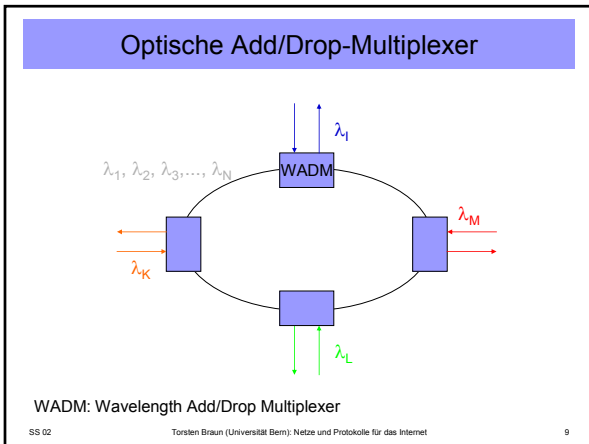 Optische Add/Drop-Multiplexer
λI
λ1, λ2, λ3,..., λN
WADM
λM
λK
λL
WADM: Wavelength Add/Drop Multiplexer
SS 02 Torsten Braun (Universität Bern): Netze und Protokolle für das Internet 9